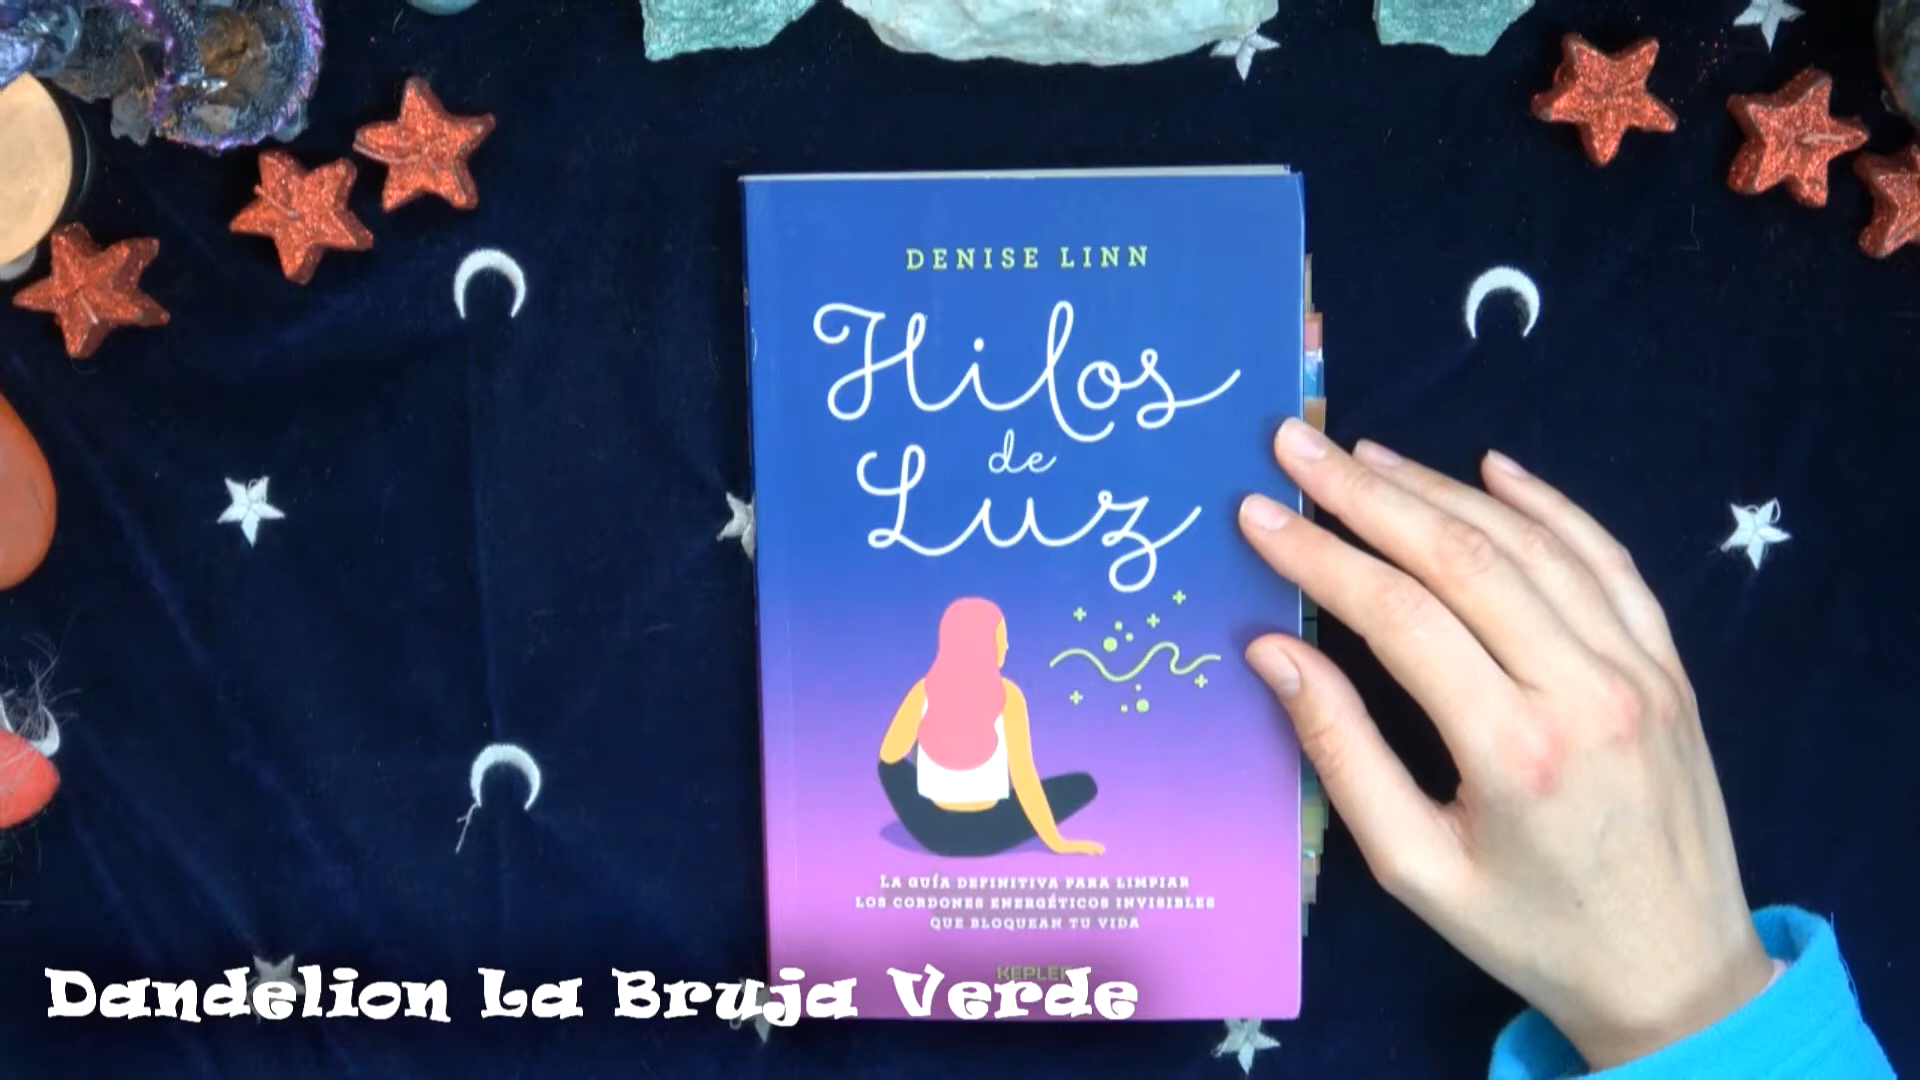 DENISE LINN
Hilos
de
Luz
LA GUÍA DEFINITIVA PARA LIMPIAR
LOS CORDONES ENERGÉTICOS INVISIBLES
QUE BLOQUEAN TU VIDA
KEPLER
Dandelion La Bruja Verde